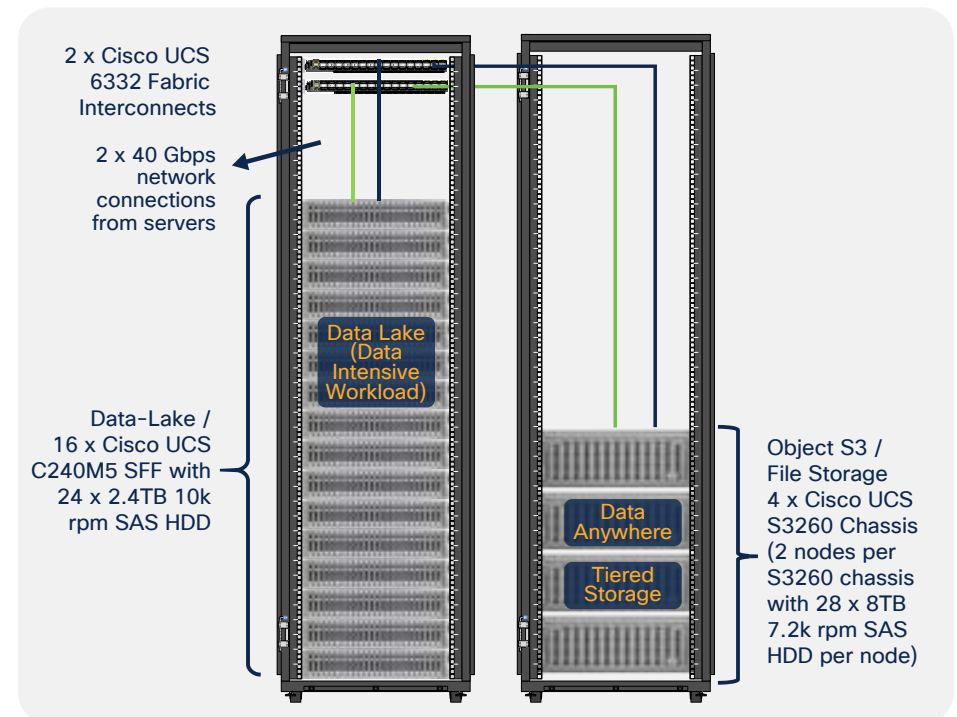 2 x Cisco UCS
6332 Fabric
Interconnects
2 x 40 Gbps
network
connections
from servers
Data Lake
(Data
Intensive
Workload)
Data-Lake /
16 x Cisco UCS
C240M5 SFF with
24 x 2.4TB 10k
rpm SAS HDD
Data
Anywhere
Tiered
Storage
Object S3 /
File Storage
4 x Cisco UCS
S3260 Chassis
(2 nodes per
S3260 chassis
with 28 x 8TB
7.2k rpm SAS
HDD per node)